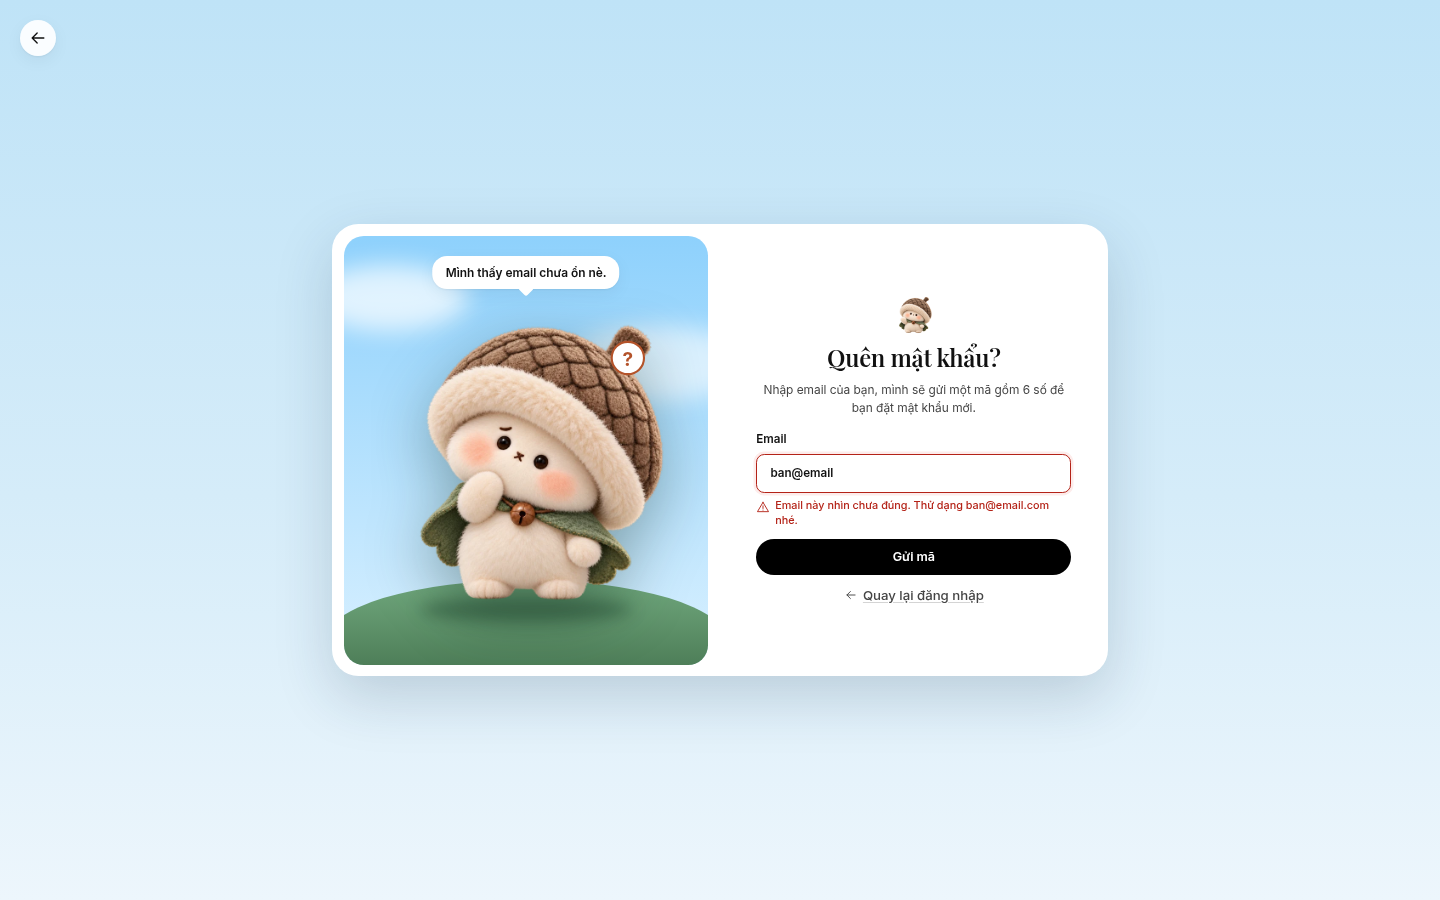 Mình thấy email chưa ổn nè.
?
Quên mật khẩu?
Nhập email của bạn, mình sẽ gửi một mã gồm 6 số để
bạn đặt mật khẩu mới.
Email
ban@email
Email này nhìn chưa đúng. Thử dạng ban@email.com
nhé.
Gửi mã
Quay lại đăng nhập